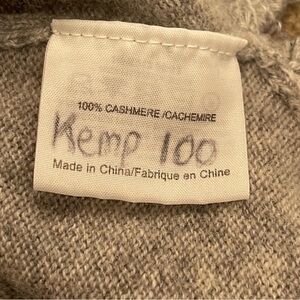 100% CASHMERE/CACHEMIRE
Kemp 100
Made in China/Fabrique en Chine